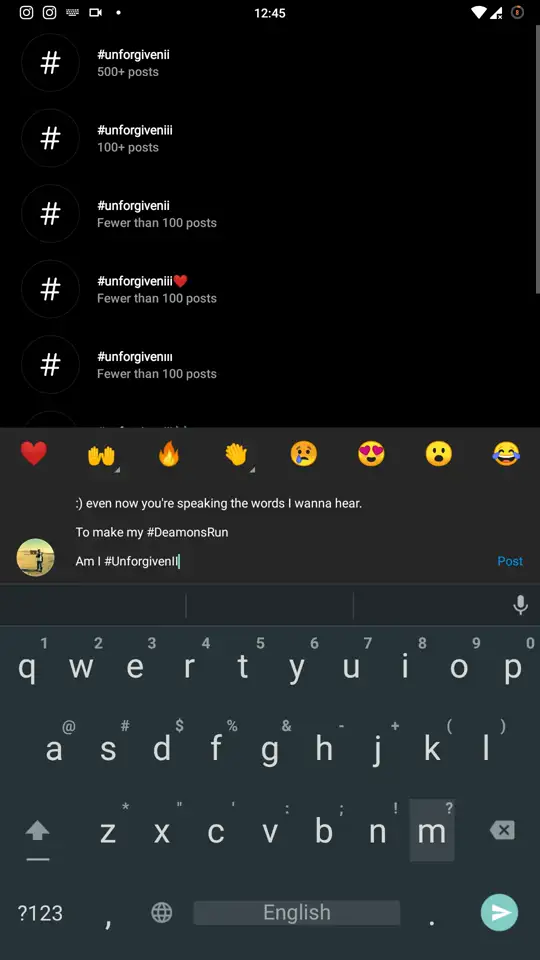 12:45
8
#unforgivenii
500+ posts
#unforgiveniii
100+ posts
#unforgivenii
Fewer than 100 posts
#unforgiveniii❤️
Fewer than 100 posts
#unforgivenııı
Fewer than 100 posts
:) even now you're speaking the words I wanna hear.
To make my #DeamonsRun
Am I #UnforgivenII
Post
1 2 3 4 5 6 7 8 9 0
q w e r t y u i o p
@ # $ % & - + ( )
a s d f g h j k l
* " ' : ; ! ?
z x c v b n m
?123 , English .